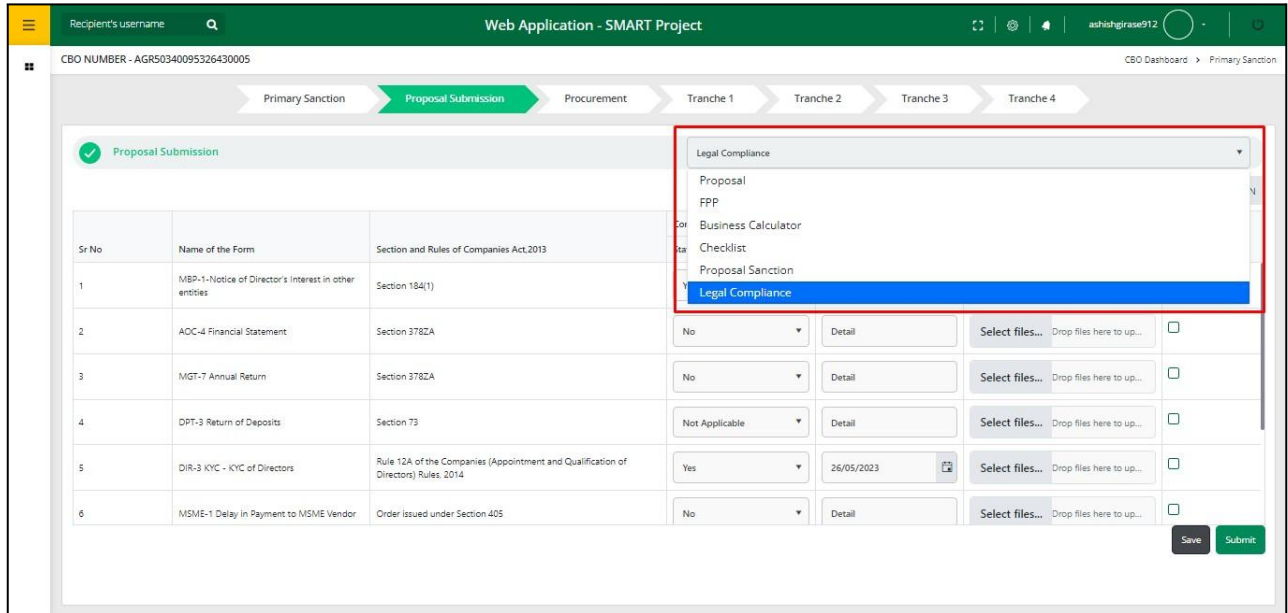 Recipient's username
Web Application - SMART Project
ashishgirase912
CBO NUMBER - AGR50340095326430005
CBO Dashboard > Primary Sanction
Primary Sanction
Proposal Submission
Procurement
Tranche 1
Tranche 2
Tranche 3
Tranche 4
Proposal Submission
Legal Compliance
Proposal
FPP
Business Calculator
Checklist
Proposal Sanction
Legal Compliance
Sr No
Name of the Form
Section and Rules of Companies Act,2013
1
MBP-1-Notice of Director's Interest in other
entities
Section 184(1)
2
AOC-4 Financial Statement
Section 378ZA
No
Detail
Select files... Drop files here to up...
3
MGT-7 Annual Return
Section 378ZA
No
Detail
Select files... Drop files here to up...
4
DPT-3 Return of Deposits
Section 73
Not Applicable
Detail
Select files... Drop files here to up...
5
DIR-3 KYC - KYC of Directors
Rule 12A of the Companies (Appointment and Qualification of
Directors) Rules, 2014
Yes
26/05/2023
Select files... Drop files here to up...
6
MSME-1 Delay in Payment to MSME Vendor
Order issued under Section 405
No
Detail
Select files... Drop files here to up...
Save
Submit